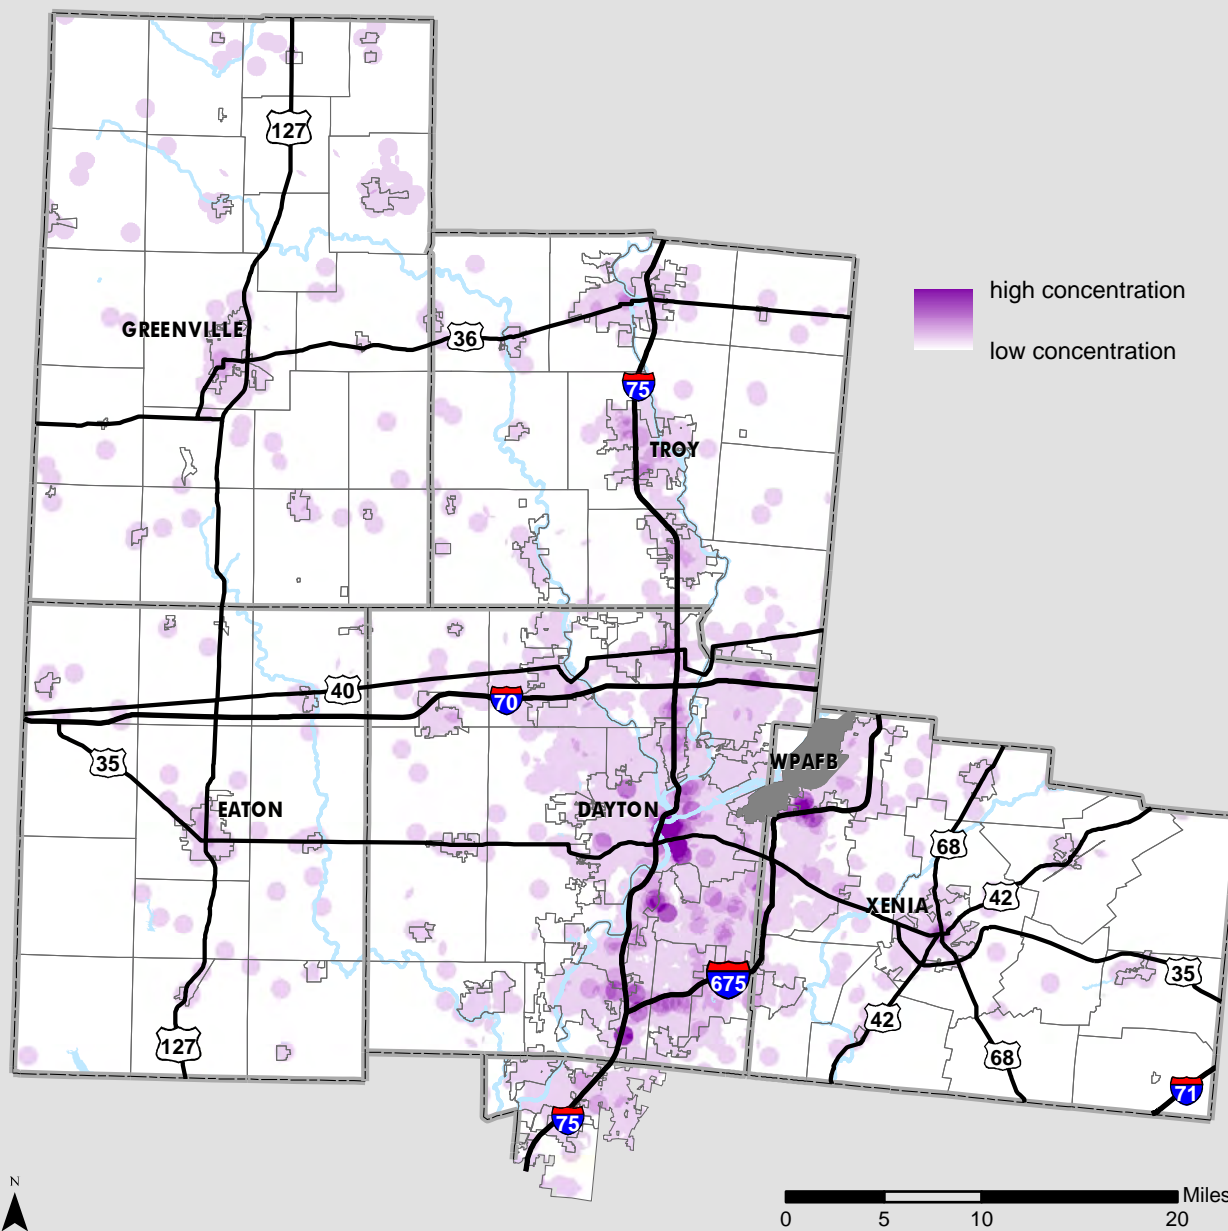 127
high concentration
GREENVILLE
36
low concentration
75
TROY
40
70
35
WPAFB
EATON
DAYTON
68
42
XENIA
35
675
42
127
68
71
75
N
Miles
0 5 10 20